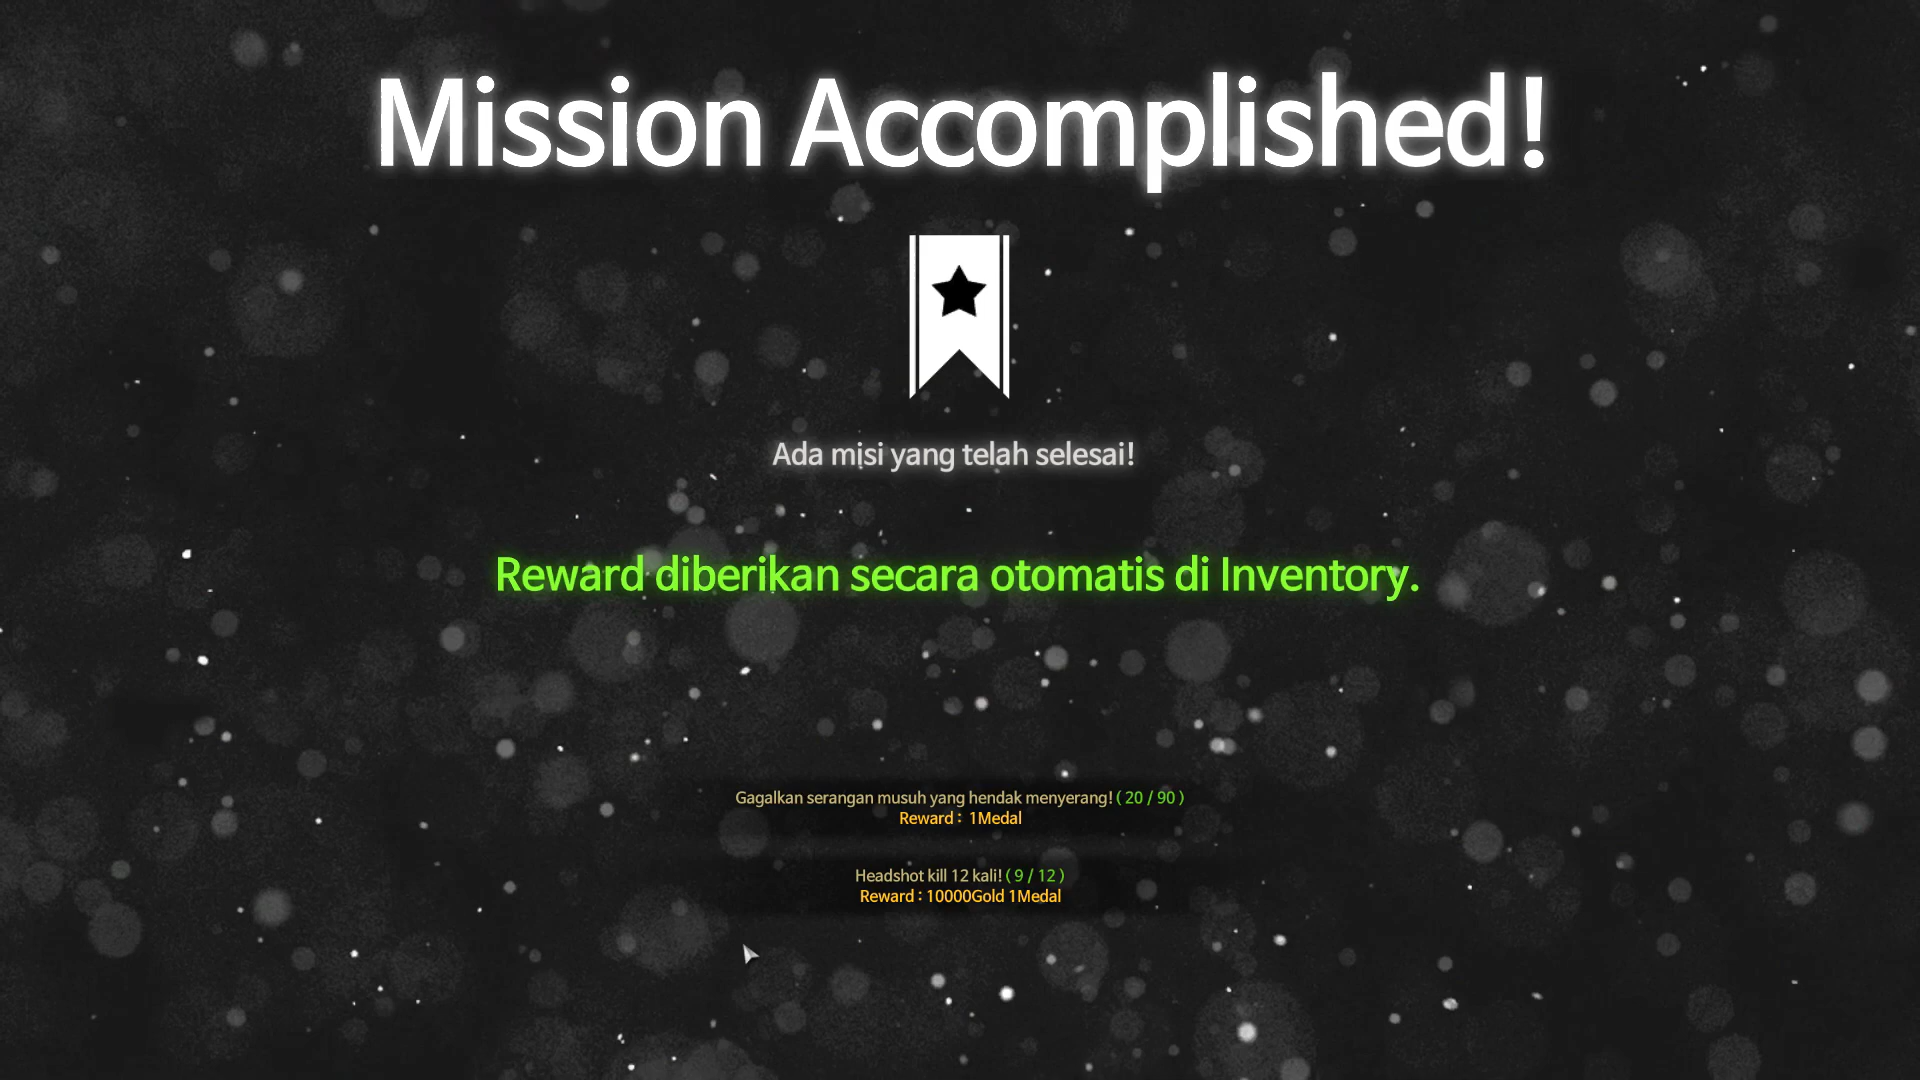 Mission Accomplished!
Ada misi yang telah selesai!
Reward diberikan secara otomatis di Inventory.
Gagalkan serangan musuh yang hendak menyerang! ( 20 / 90 )
Reward : 1Medal
Headshot kill 12 kali! ( 9 / 12 )
Reward : 10000Gold 1Medal